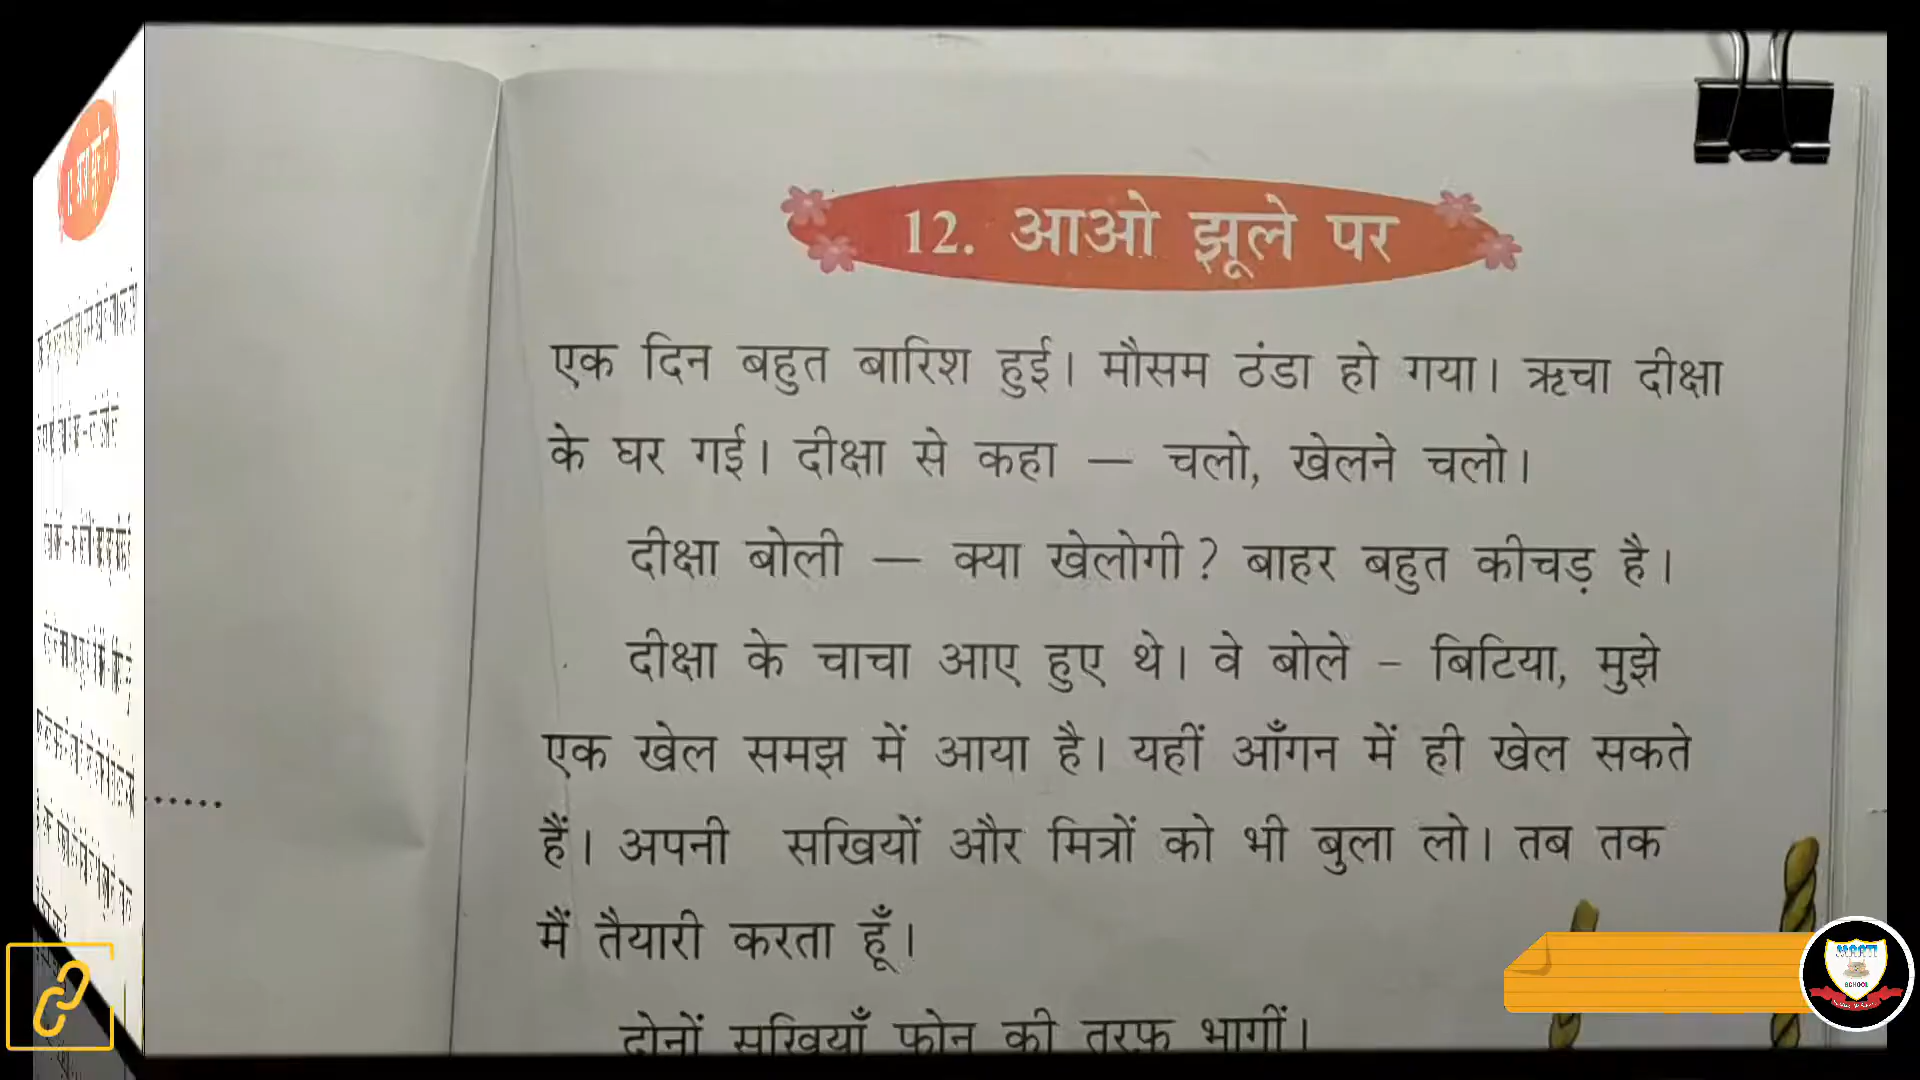 12. आओ झूले पर
एक दिन बहुत बारिश हुई। मौसम ठंडा हो गया। ऋचा दीक्षा
के घर गई। दीक्षा से कहा — चलो, खेलने चलो।
दीक्षा बोली — क्या खेलोगी? बाहर बहुत कीचड़ है।
दीक्षा के चाचा आए हुए थे। वे बोले – बिटिया, मुझे
एक खेल समझ में आया है। यहीं आँगन में ही खेल सकते
हैं। अपनी सखियों और मित्रों को भी बुला लो। तब तक
मैं तैयारी करता हूँ।
दोनों सखियाँ फोन की तरफ भागीं।
SCHOOL